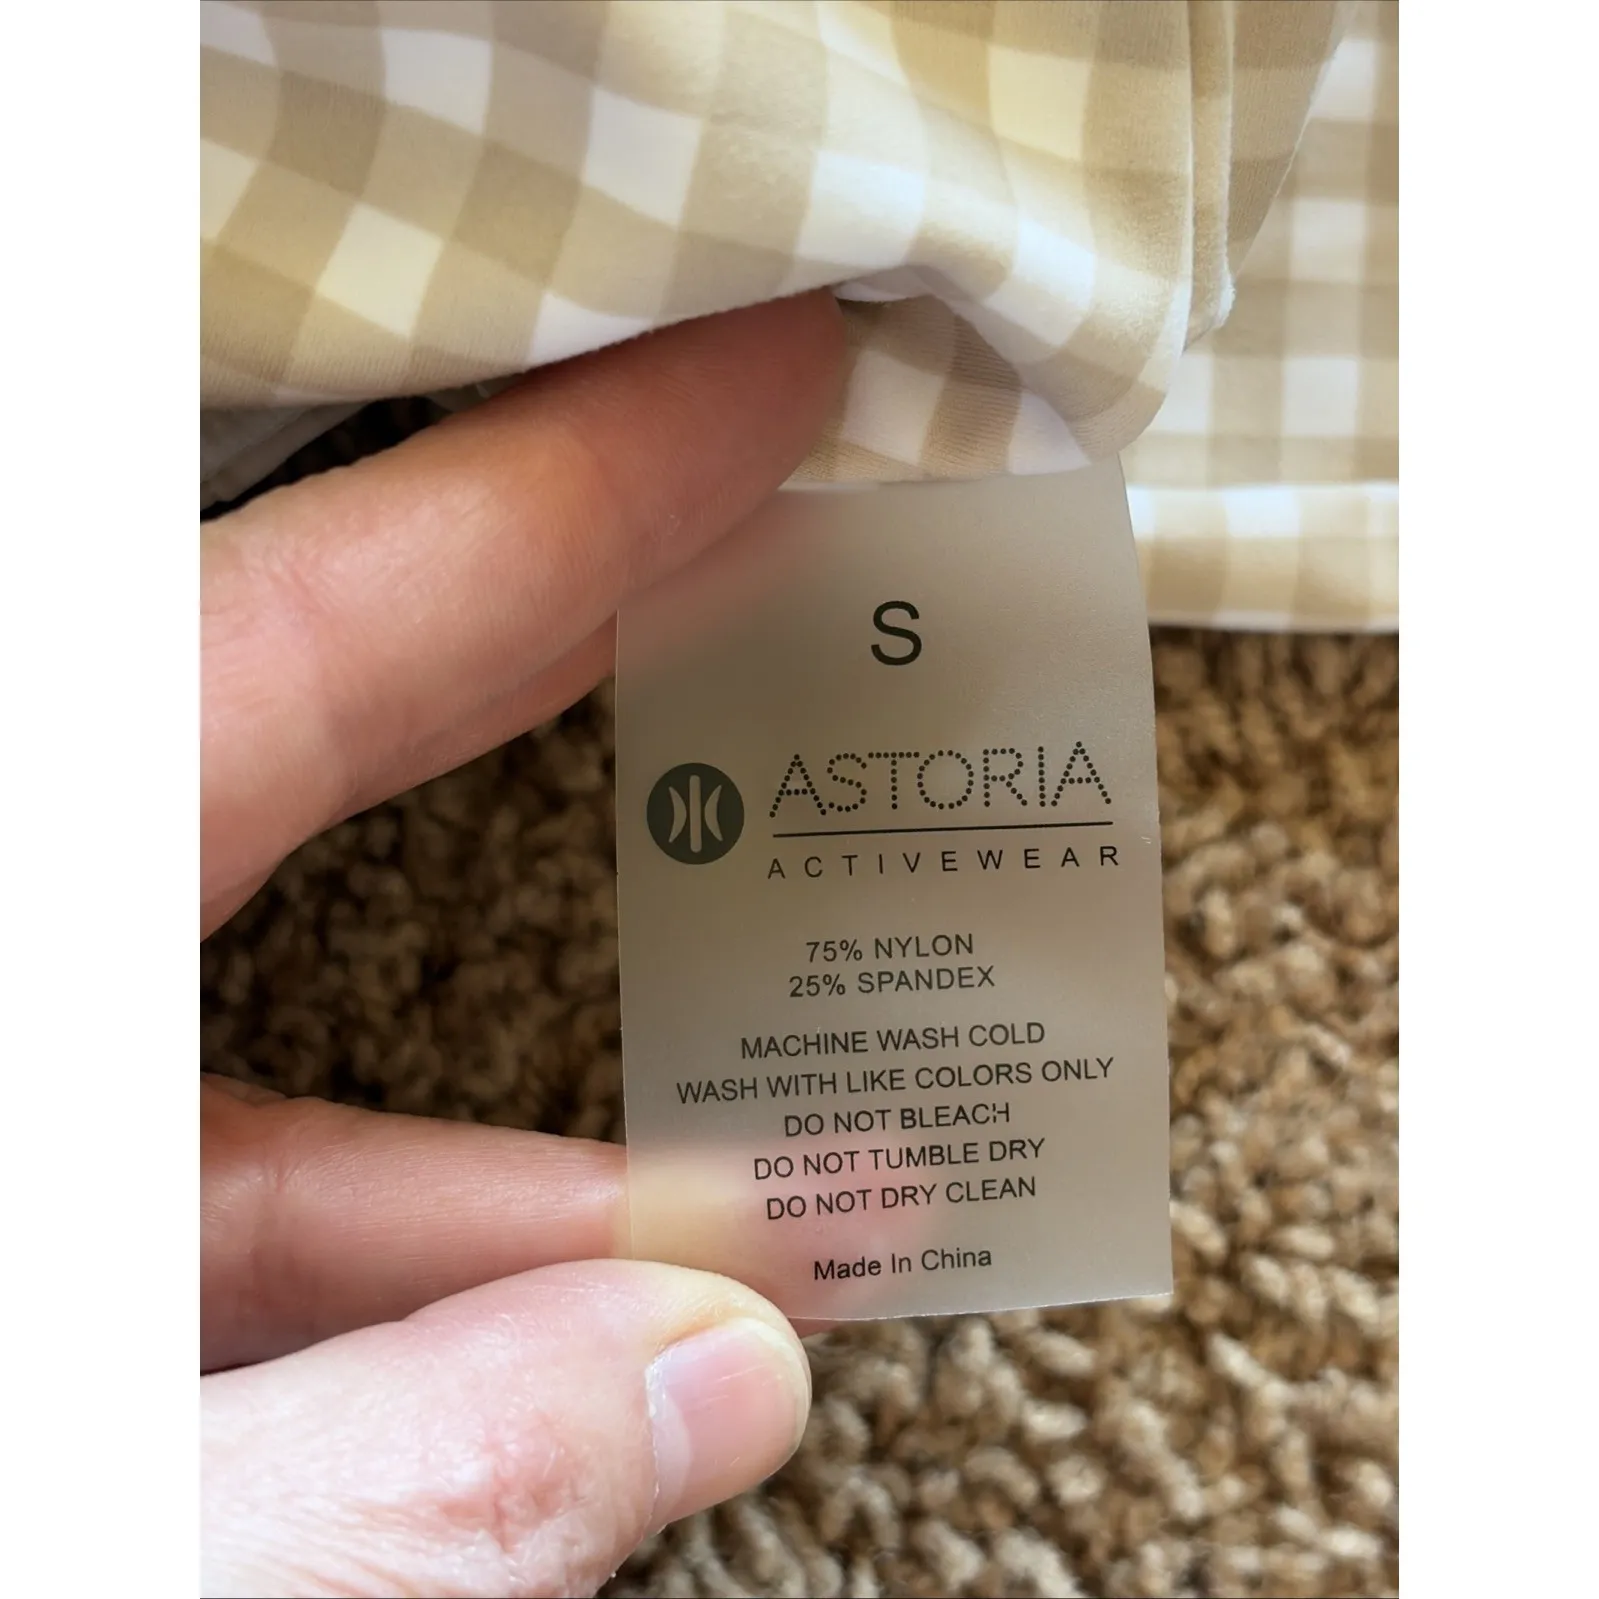 S
ASTORIA
ACTIVEWEAR
75% NYLON
25% SPANDEX
MACHINE WASH COLD
WASH WITH LIKE COLORS ONLY
DO NOT BLEACH
DO NOT TUMBLE DRY
DO NOT DRY CLEAN
Made In China